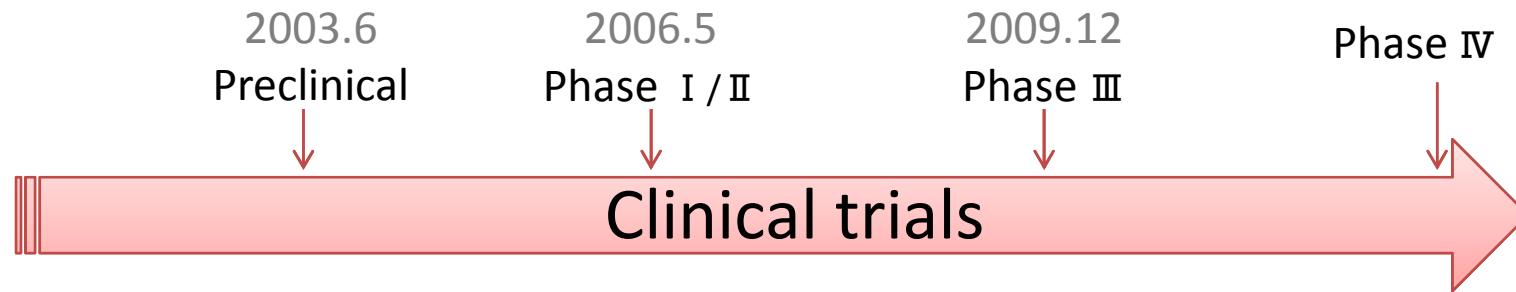 2003.6
Preclinical
2006.5
Phase Ⅰ/Ⅱ
2009.12
Phase Ⅲ
Phase Ⅳ
Clinical trials